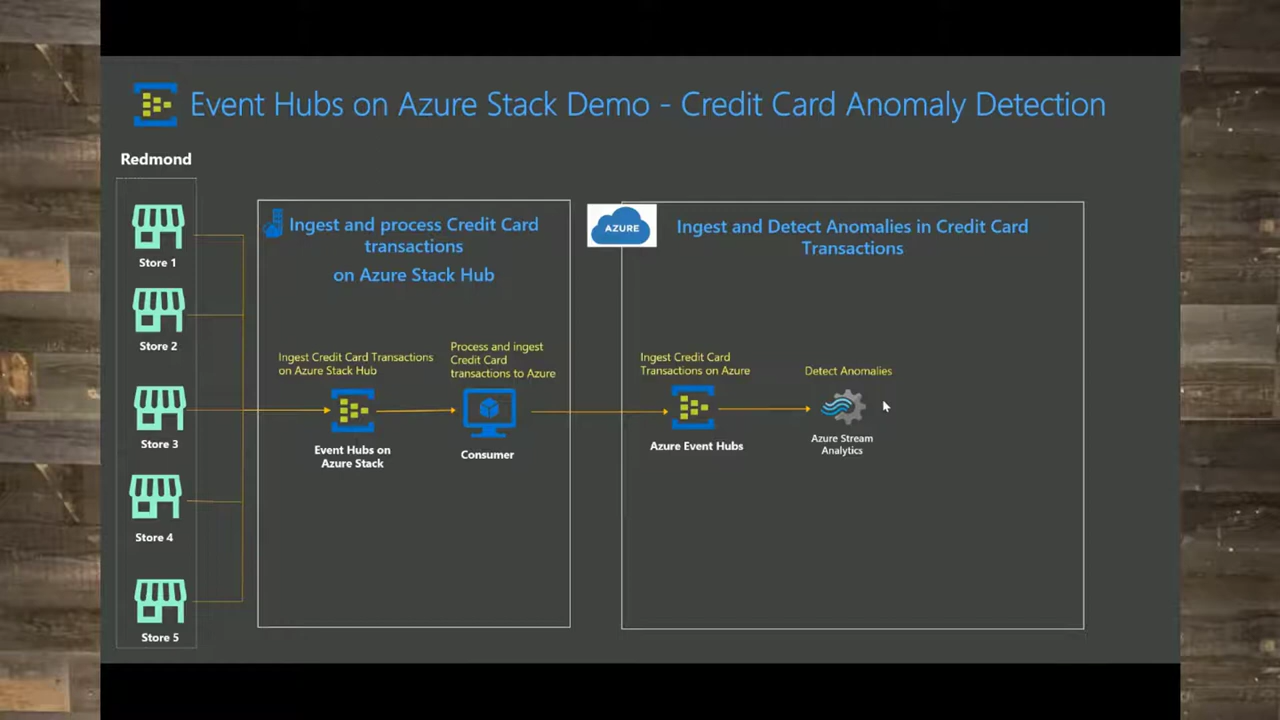 Event Hubs on Azure Stack Demo - Credit Card Anomaly Detection
Redmond
Store 1
Store 2
Store 3
Store 4
Store 5
Ingest and process Credit Card
transactions
on Azure Stack Hub
Ingest Credit Card Transactions
on Azure Stack Hub
Event Hubs on
Azure Stack
Process and ingest
Credit Card
transactions to Azure
Consumer
AZURE
Ingest and Detect Anomalies in Credit Card
Transactions
Ingest Credit Card
Transactions on Azure
Azure Event Hubs
Detect Anomalies
Azure Stream
Analytics